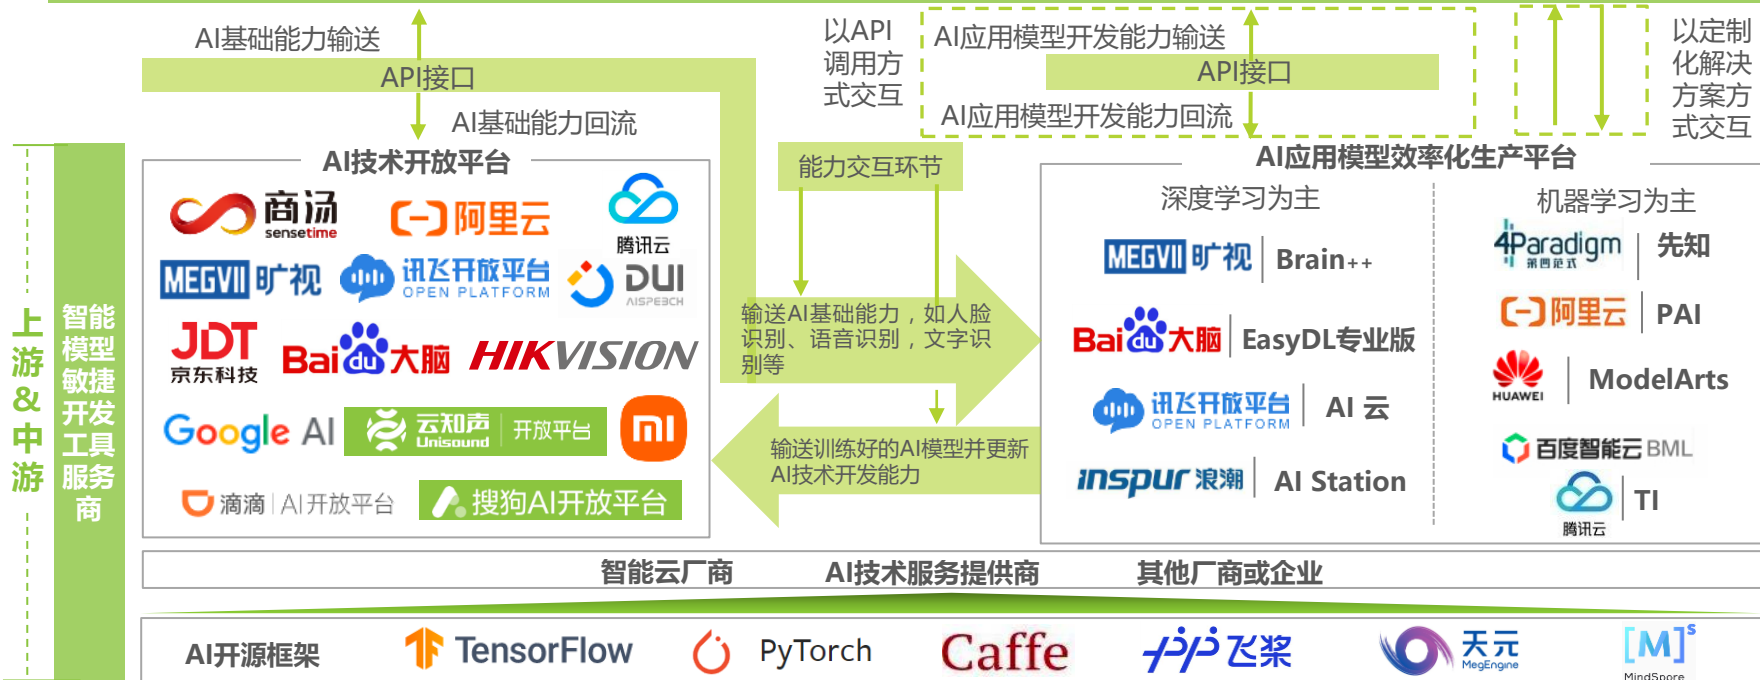 AI基础能力输送
API接口
AI基础能力回流
以API
调用方
式交互
AI应用模型开发能力输送
API接口
AI应用模型开发能力回流
以定制
化解决
方案方
式交互
上游&中游
智能
模型
敏捷
开发
工具
服务
商
AI技术开放平台
商汤
sensetime
阿里云
腾讯云
MEGVII 旷视
讯飞开放平台
OPEN PLATFORM
DUI
AISPEECH
JDT
京东科技
Bai du 大脑
HIKVISION
Google AI
云知声
Unisound
开放平台
mi
滴滴 AI开放平台
搜狗AI开放平台
能力交互环节
输送AI基础能力，如人脸
识别、语音识别，文字识
别等
输送训练好的AI模型并更新
AI技术开发能力
AI应用模型效率化生产平台
深度学习为主
MEGVII 旷视 Brain++
Bai du 大脑 EasyDL专业版
讯飞开放平台
OPEN PLATFORM
AI 云
inspur 浪潮 AI Station
机器学习为主
4Paradigm
第四范式
先知
阿里云 PAI
HUAWEI
ModelArts
百度智能云 BML
腾讯云
TI
智能云厂商 AI技术服务提供商 其他厂商或企业
AI开源框架
TensorFlow
PyTorch
Caffe
飞桨
天元
MegEngine
[M]s
MindSpore